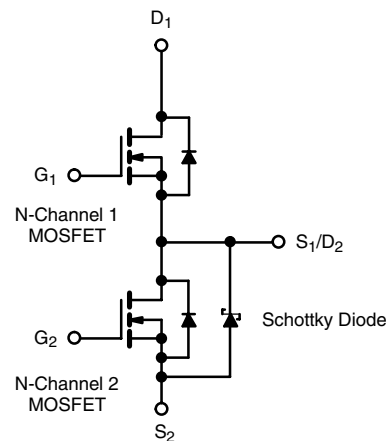 D₁
G₁
N-Channel 1
MOSFET
S₁/D₂
Schottky Diode
G₂
N-Channel 2
MOSFET
S₂